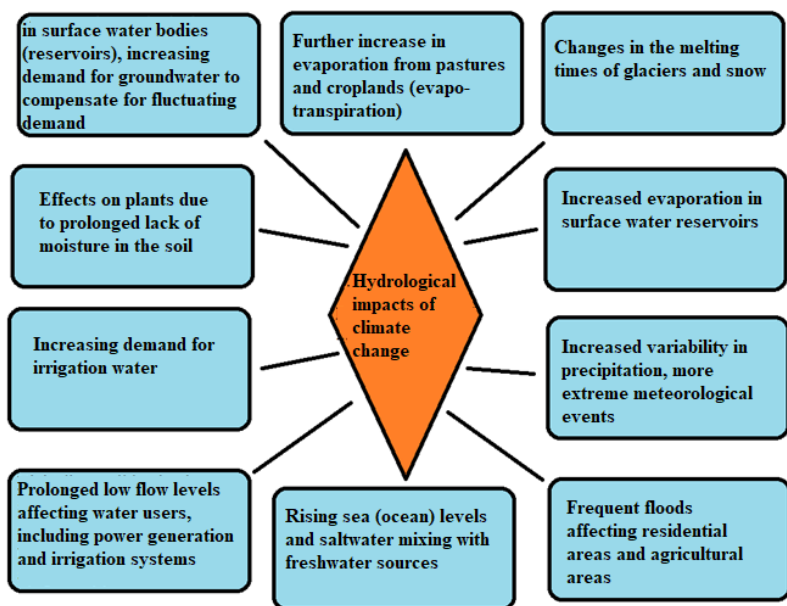 in surface water bodies
(reservoirs), increasing
demand for groundwater to
compensate for fluctuating
demand
Further increase in
evaporation from pastures
and croplands (evapo-
transpiration)
Changes in the melting
times of glaciers and snow
Effects on plants due
to prolonged lack of
moisture in the soil
Increased evaporation in
surface water reservoirs
Hydrological
impacts of
climate
change
Increasing demand for
irrigation water
Increased variability in
precipitation, more
extreme meteorological
events
Prolonged low flow levels
affecting water users,
including power generation
and irrigation systems
Rising sea (ocean) levels
and saltwater mixing with
freshwater sources
Frequent floods
affecting residential
areas and agricultural
areas